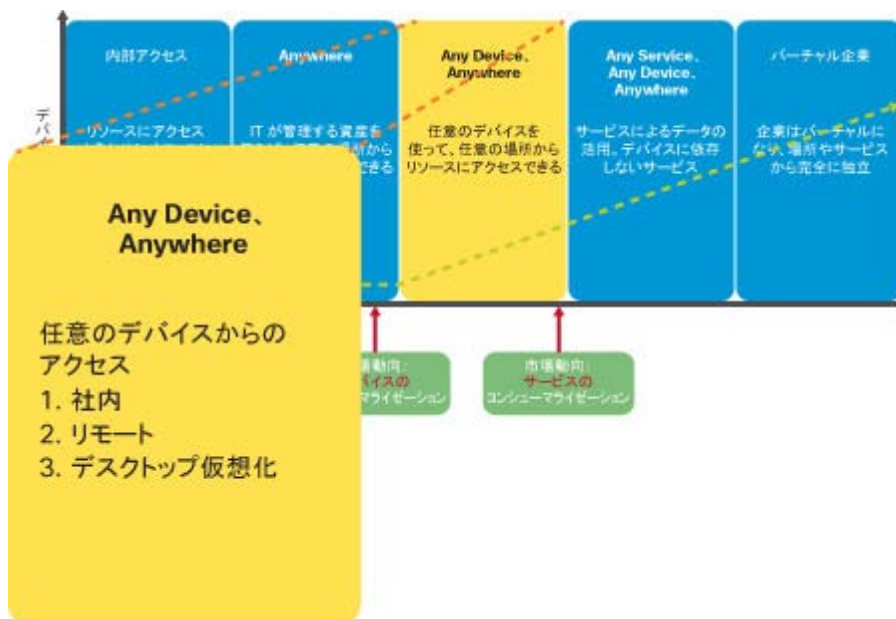 デバ
内部アクセス
リソースにアクセス
Anywhere
IT が管理する資産を
できる
Any Device、
Anywhere
任意のデバイスを
使って、任意の場所から
リソースにアクセスできる
Any Service、
Any Device、
Anywhere
サービスによるデータの
活用。デバイスに依存
しないサービス
バーチャル企業
企業はバーチャルに
なり、場所やサービス
から完全に独立
Any Device、
Anywhere
任意のデバイスからの
アクセス
1. 社内
2. リモート
3. デスクトップ仮想化
動向:
イスの
マライゼーション
市場動向:
サービスの
コンシューマライゼーション